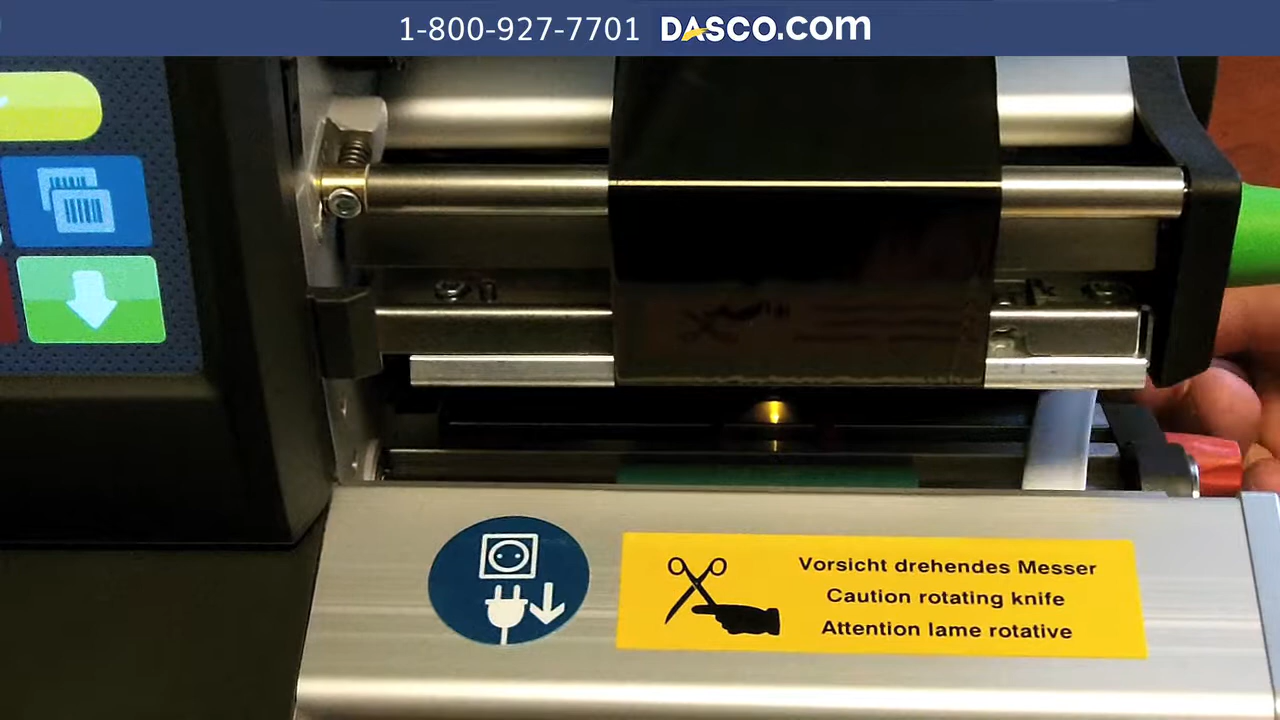 1-800-927-7701 DASCO.com
Vorsicht drehendes Messer
Caution rotating knife
Attention lame rotative